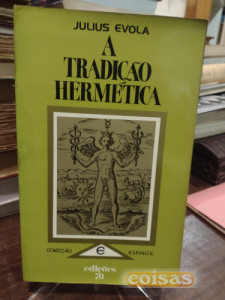 JULIUS EVOLA
A
TRADIÇÃO
HERMÉTICA
COLECÇÃO
ESFINGE
edições
70
coisas